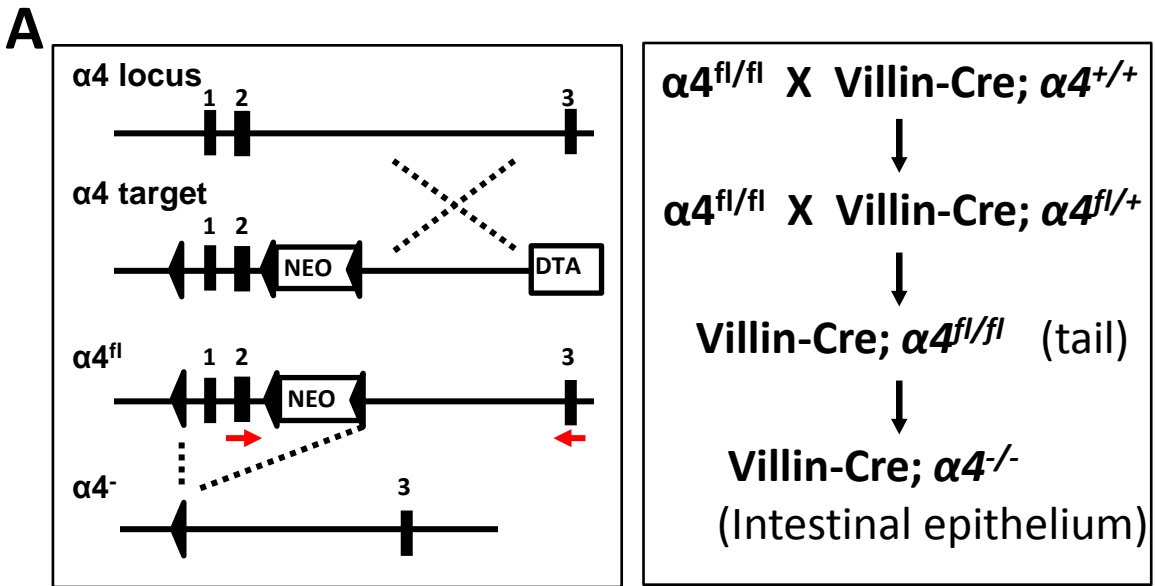 A
α4 locus
1 2 3
α4 target
1 2
NEO DTA
α4ᶠˡ
1 2 3
NEO
α4⁻
3
α4ᶠˡ/ᶠˡ X Villin-Cre; α4⁺/⁺
α4ᶠˡ/ᶠˡ X Villin-Cre; α4ᶠˡ/⁺
Villin-Cre; α4ᶠˡ/ᶠˡ (tail)
Villin-Cre; α4⁻/⁻
(Intestinal epithelium)